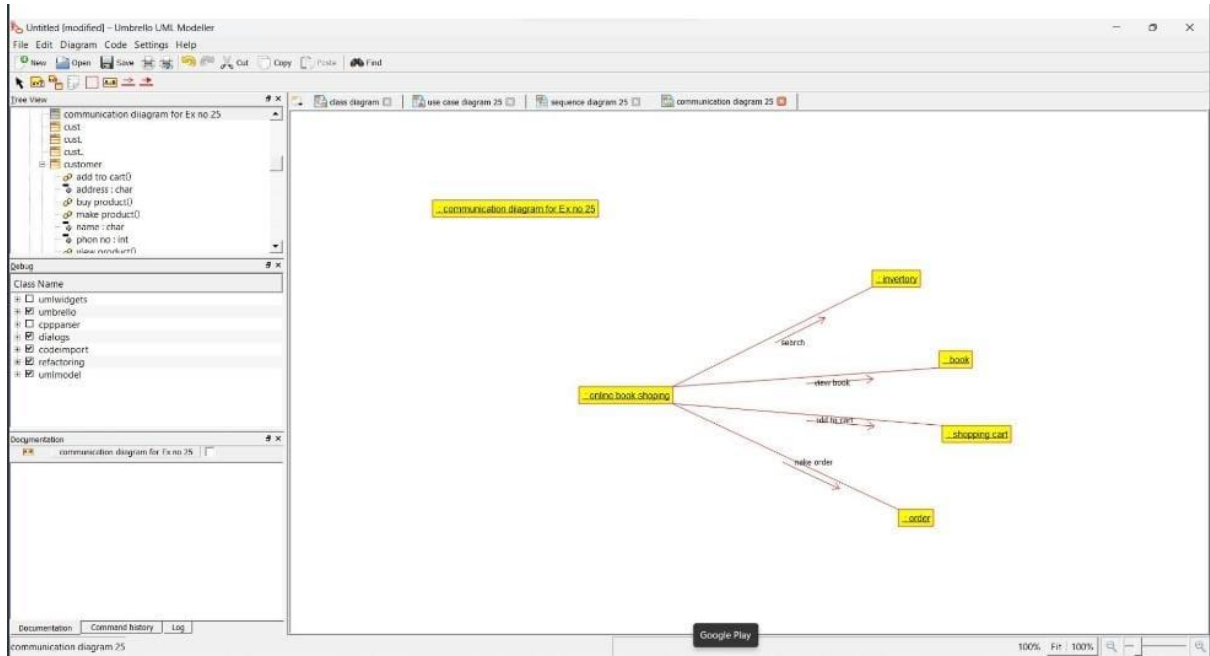 Untitled [modified] – Umbrello UML Modeller
File Edit Diagram Code Settings Help
New Open Save Cut Copy Paste Find
Tree View
class diagram
use case diagram 25
sequence diagram 25
communication diagram 25
communication diiagram for Ex no 25
cust
cust.
cust.
customer
add tro cart()
address : char
buy product()
make product()
name : char
phon no : int
view product()
Debug
Class Name
umlwidgets
umbrello
cppparser
dialogs
codeimport
refactoring
umlmodel
Documentation
communication diiagram for Ex no 25
Documentation Command history Log
communication diagram 25
: communication diiagram for Ex no 25
: invertory
search
: book
view book
: online book shoping
add to cart
: shopping cart
make order
: order
Google Play
100% Fit 100%